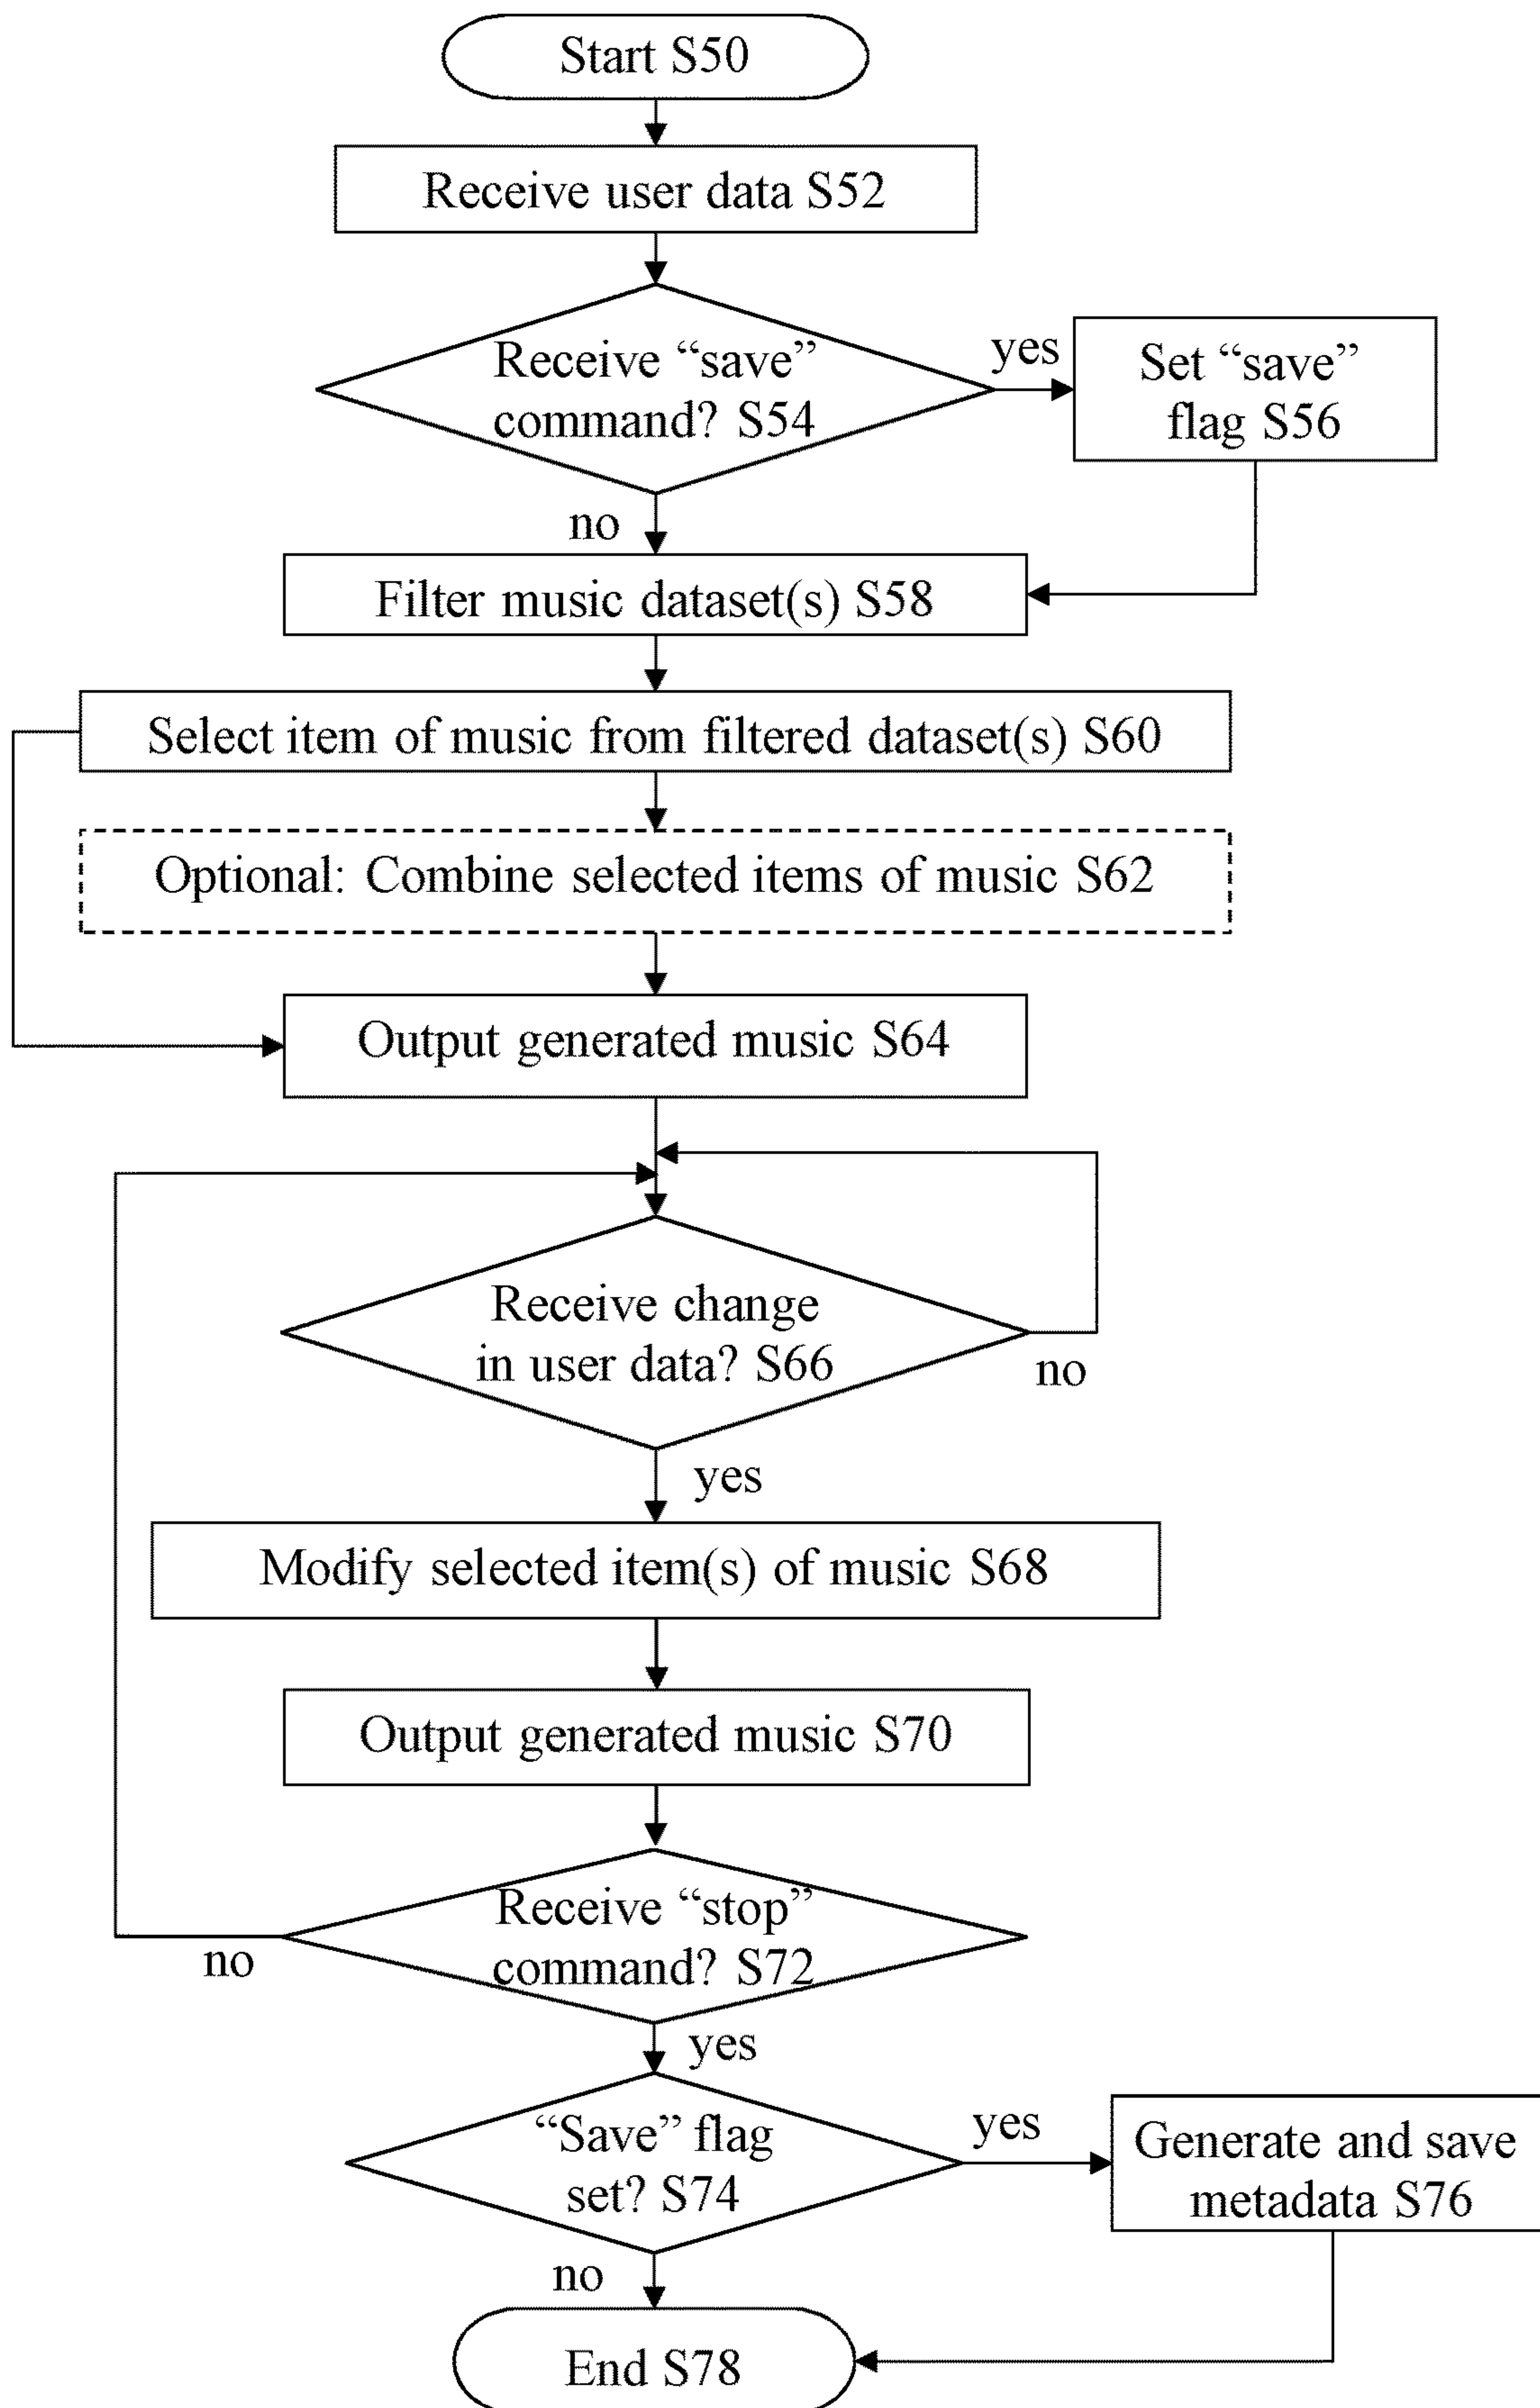 Start S50
Receive user data S52
Receive “save”
command? S54
yes
Set “save”
flag S56
no
Filter music dataset(s) S58
Select item of music from filtered dataset(s) S60
Optional: Combine selected items of music S62
Output generated music S64
Receive change
in user data? S66
no
yes
Modify selected item(s) of music S68
Output generated music S70
Receive “stop”
command? S72
no
yes
“Save” flag
set? S74
yes
Generate and save
metadata S76
no
End S78